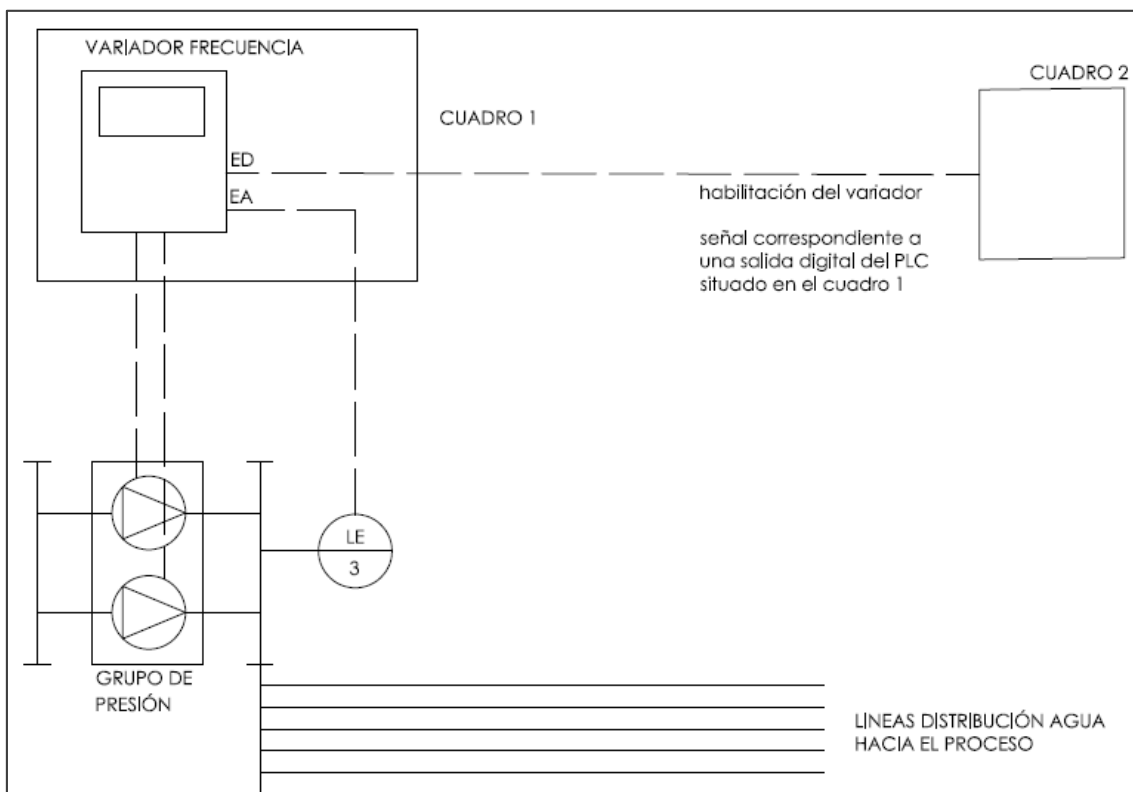 VARIADOR FRECUENCIA
CUADRO 2
CUADRO 1
ED
EA
habilitación del variador
señal correspondiente a
una salida digital del PLC
situado en el cuadro 1
LE
3
GRUPO DE
PRESIÓN
LINEAS DISTRIBUCIÓN AGUA
HACIA EL PROCESO